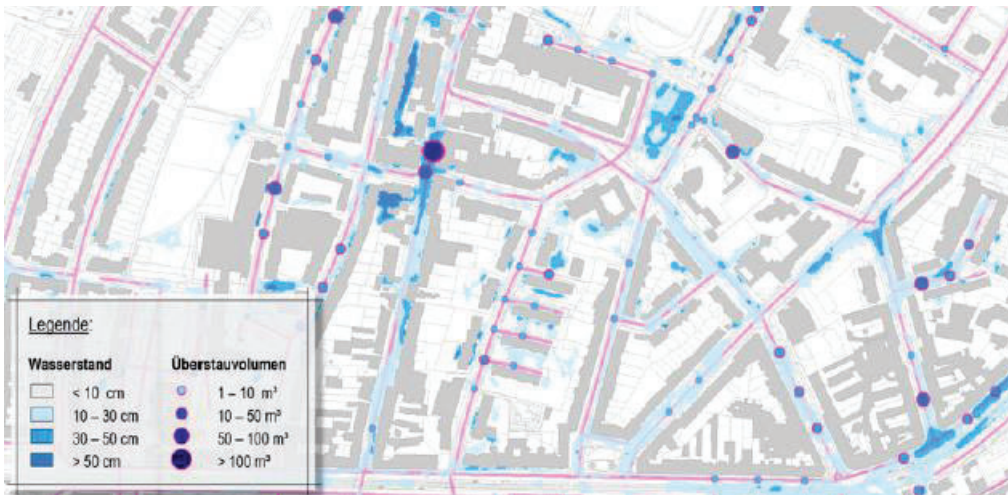 Legende:
Wasserstand
< 10 cm
10 – 30 cm
30 – 50 cm
> 50 cm
Überstauvolumen
1 – 10 m³
10 – 50 m³
50 – 100 m³
> 100 m³